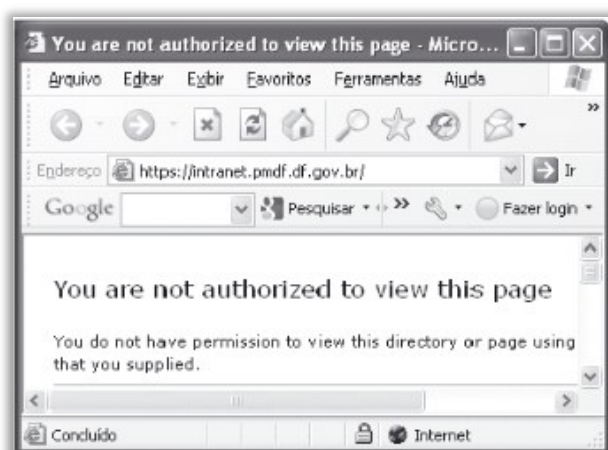 You are not authorized to view this page - Micro...
Arquivo Editar Exibir Favoritos Ferramentas Ajuda
»
Endereço https://intranet.pmdf.df.gov.br/ Ir
Google Pesquisar » Fazer login
You are not authorized to view this page
You do not have permission to view this directory or page using
that you supplied.
Concluído Internet